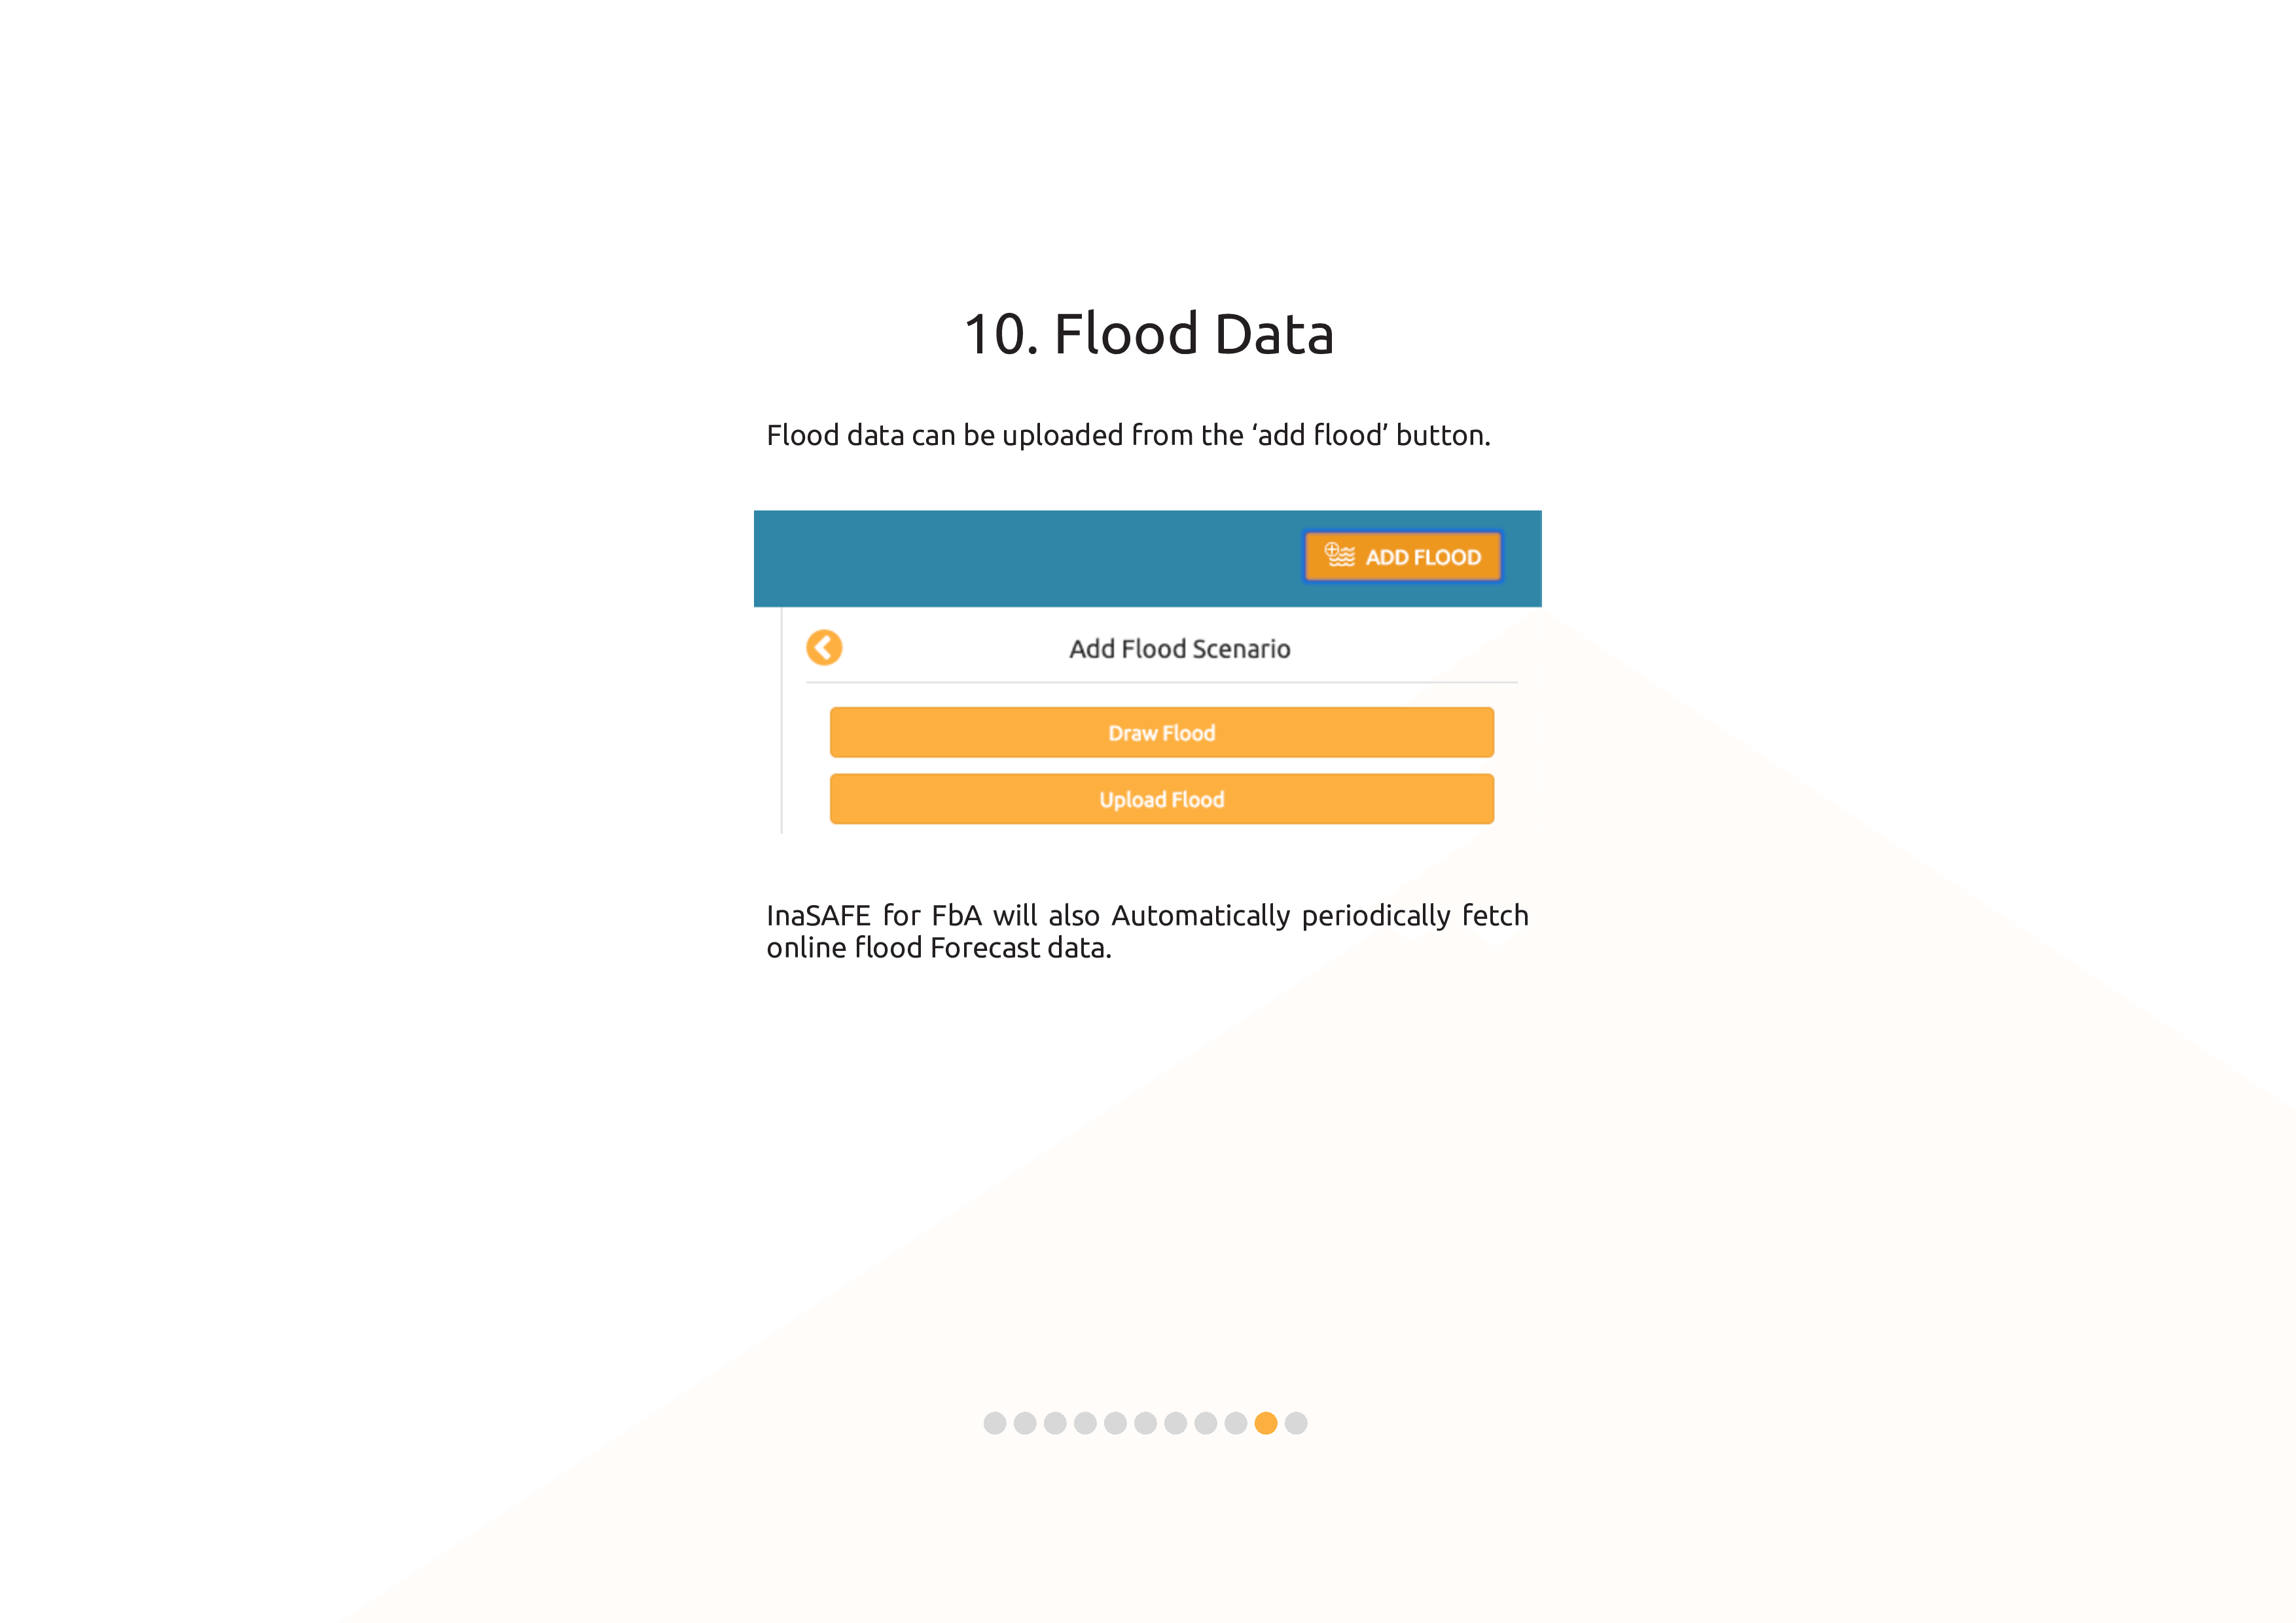 10. Flood Data
Flood data can be uploaded from the ‘add flood’ button.
ADD FLOOD
Add Flood Scenario
Draw Flood
Upload Flood
InaSAFE for FbA will also Automatically periodically fetch
online flood Forecast data.